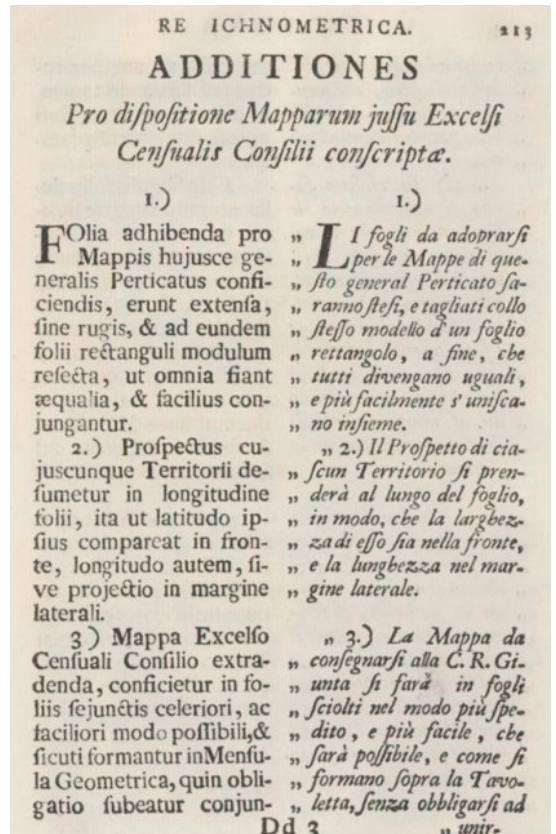 RE ICHNOMETRICA. 213
ADDITIONES
Pro dispositione Mapparum jussu Excelsi
Censualis Consilii conscriptæ.
1.)
FOlia adhibenda pro
Mappis hujusce ge-
neralis Perticatus confi-
ciendis, erunt extensa,
sine rugis, & ad eundem
folii rectanguli modulum
resecta, ut omnia fiant
æqualia, & facilius con-
jungantur.
2.) Prospectus cu-
juscunque Territorii de-
sumetur in longitudine
folii, ita ut latitudo ip-
sius compareat in fron-
te, longitudo autem, si-
ve projectio in margine
laterali.
3) Mappa Excelso
Censuali Consilio extra-
denda, conficietur in fo-
liis sejunctis celeriori, ac
faciliori modo possibili, &
sicuti formantur in Mensu-
la Geometrica, quin obli-
gatio subeatur conjun-
1.)
„ LI fogli da adoprarsi
„ per le Mappe di que-
„ sto general Perticato sa-
„ ranno stesi, e tagliati collo
„ stesso modello d'un foglio
„ rettangolo, a fine, che
„ tutti divengano uguali,
„ e più facilmente s'unisca-
„ no insieme.
„ 2.) Il Prospetto di cia-
„ scun Territorio si pren-
„ derà al lungo del foglio,
„ in modo, che la larghez-
„ za di esso sia nella fronte,
„ e la lunghezza nel mar-
„ gine laterale.
„ 3.) La Mappa da
„ consegnarsi alla C. R. Gi-
„ unta si farà in fogli
„ sciolti nel modo più spe-
„ dito, e più facile, che
„ sarà possibile, e come si
„ formano sopra la Tavo-
„ letta, senza obbligarsi ad
Dd 3 „ unir-